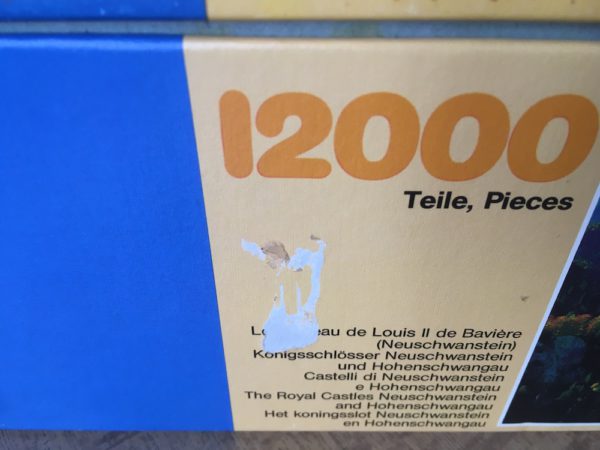 12000
Teile, Pieces
de Louis II de Bavière
(Neuschwanstein)
Königsschlösser Neuschwanstein
und Hohenschwangau
Castelli di Neuschwanstein
e Hohenschwangau
The Royal Castles Neuschwanstein
and Hohenschwangau
Het koningsslot Neuschwanstein
en Hohenschwangau